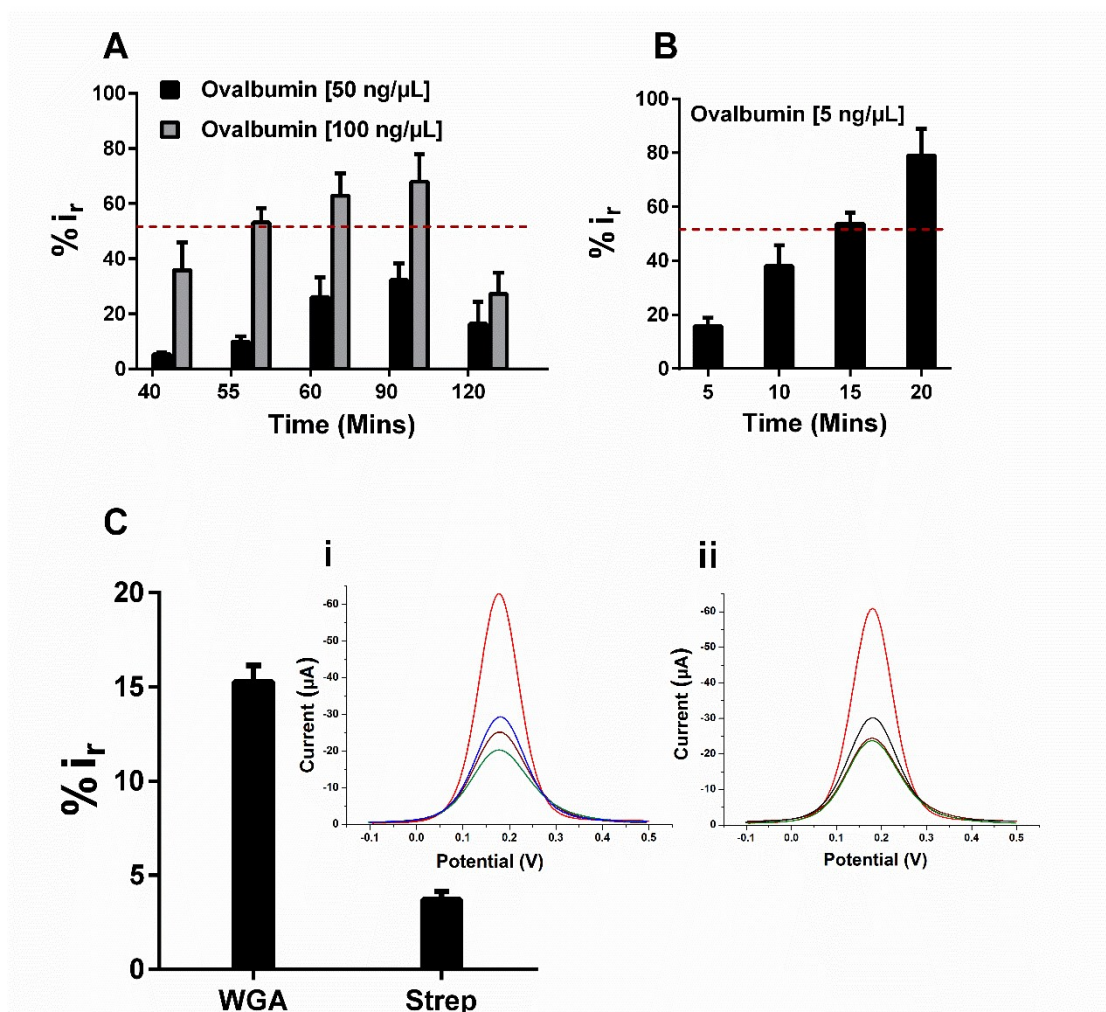 A
Ovalbumin [50 ng/µL]
Ovalbumin [100 ng/µL]
100
80
60
40
20
0
% ir
40 55 60 90 120
Time (Mins)
B
Ovalbumin [5 ng/µL]
100
80
60
40
20
0
% ir
5 10 15 20
Time (Mins)
C
20
15
10
5
0
% ir
WGA Strep
i
-60
-50
-40
-30
-20
-10
0
Current (µA)
-0.1 0.0 0.1 0.2 0.3 0.4 0.5
Potential (V)
ii
-60
-50
-40
-30
-20
-10
0
Current (µA)
-0.1 0.0 0.1 0.2 0.3 0.4 0.5
Potential (V)